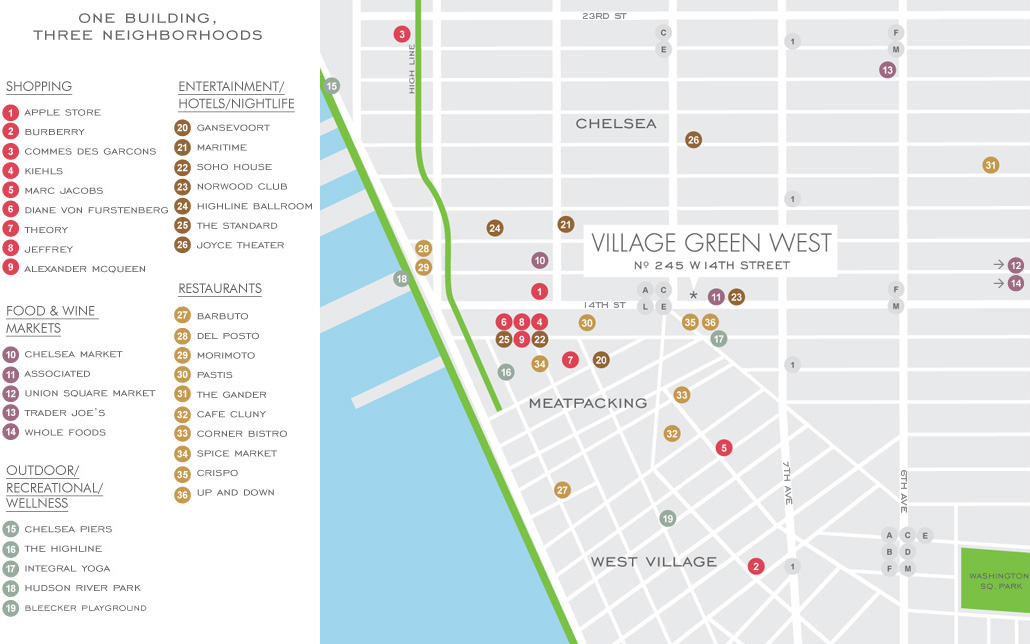 ONE BUILDING,
THREE NEIGHBORHOODS
SHOPPING
1 APPLE STORE
2 BURBERRY
3 COMMES DES GARCONS
4 KIEHLS
5 MARC JACOBS
6 DIANE VON FURSTENBERG
7 THEORY
8 JEFFREY
9 ALEXANDER MCQUEEN
FOOD & WINE
MARKETS
10 CHELSEA MARKET
11 ASSOCIATED
12 UNION SQUARE MARKET
13 TRADER JOE'S
14 WHOLE FOODS
OUTDOOR/
RECREATIONAL/
WELLNESS
15 CHELSEA PIERS
16 THE HIGHLINE
17 INTEGRAL YOGA
18 HUDSON RIVER PARK
19 BLEECKER PLAYGROUND
ENTERTAINMENT/
HOTELS/NIGHTLIFE
20 GANSEVOORT
21 MARITIME
22 SOHO HOUSE
23 NORWOOD CLUB
24 HIGHLINE BALLROOM
25 THE STANDARD
26 JOYCE THEATER
RESTAURANTS
27 BARBUTO
28 DEL POSTO
29 MORIMOTO
30 PASTIS
31 THE GANDER
32 CAFE CLUNY
33 CORNER BISTRO
34 SPICE MARKET
35 CRISPO
36 UP AND DOWN
23RD ST
3
C
E
1
F
M
HIGH LINE
13
15
CHELSEA
26
31
1
24
21
28
29
18
10
VILLAGE GREEN WEST
Nº 245 W 14TH STREET
→ 12
→ 14
1
A C
L E
* 11 23
F
M
14TH ST
6 8 4
30
35 36
25 9 22
17
34
7
20
16
1
MEATPACKING
33
32
5
27
7TH AVE
6TH AVE
19
WEST VILLAGE
2
1
A C E
B D
F M
WASHINGTON
SQ. PARK